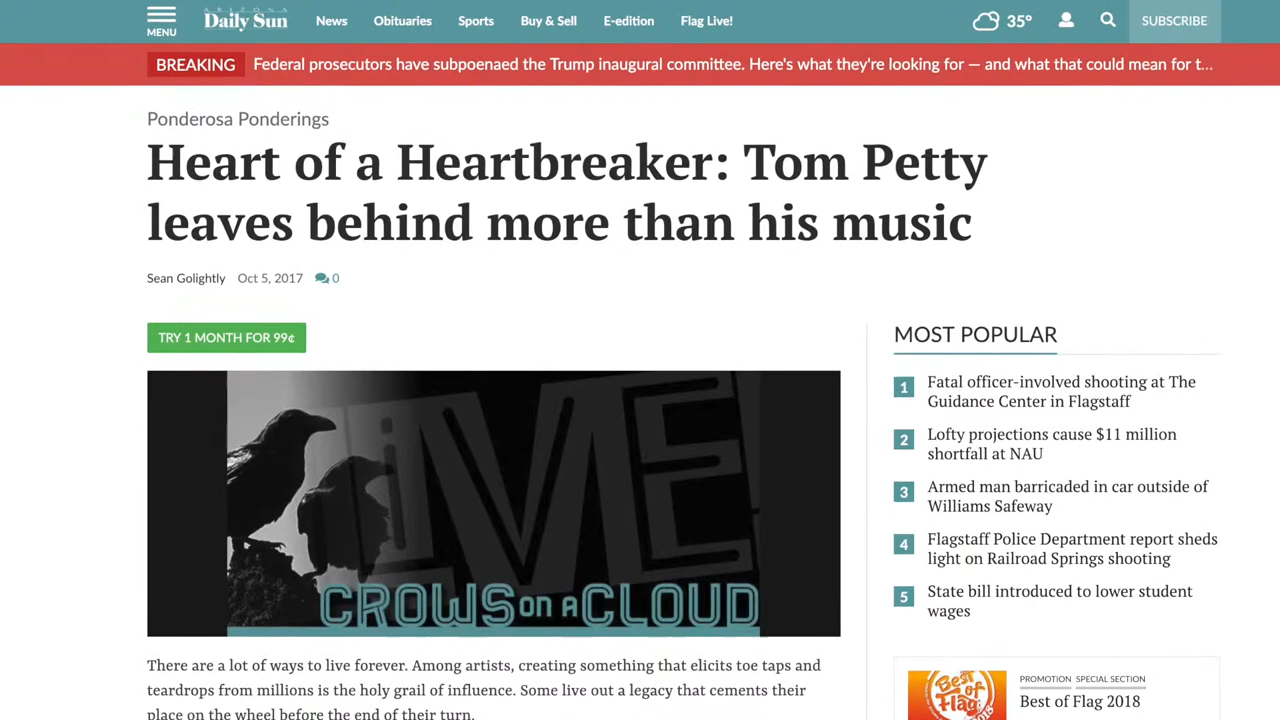 ARIZONA
Daily Sun
MENU
News
Obituaries
Sports
Buy & Sell
E-edition
Flag Live!
35°
SUBSCRIBE
BREAKING
Federal prosecutors have subpoenaed the Trump inaugural committee. Here's what they're looking for — and what that could mean for t...
Ponderosa Ponderings
Heart of a Heartbreaker: Tom Petty
leaves behind more than his music
Sean Golightly Oct 5, 2017 0
TRY 1 MONTH FOR 99¢
LIVE
CROWS ON A CLOUD
There are a lot of ways to live forever. Among artists, creating something that elicits toe taps and
teardrops from millions is the holy grail of influence. Some live out a legacy that cements their
place on the wheel before the end of their turn.
MOST POPULAR
1 Fatal officer-involved shooting at The
Guidance Center in Flagstaff
2 Lofty projections cause $11 million
shortfall at NAU
3 Armed man barricaded in car outside of
Williams Safeway
4 Flagstaff Police Department report sheds
light on Railroad Springs shooting
5 State bill introduced to lower student
wages
Best
of
Flag
2018
PROMOTION SPECIAL SECTION
Best of Flag 2018